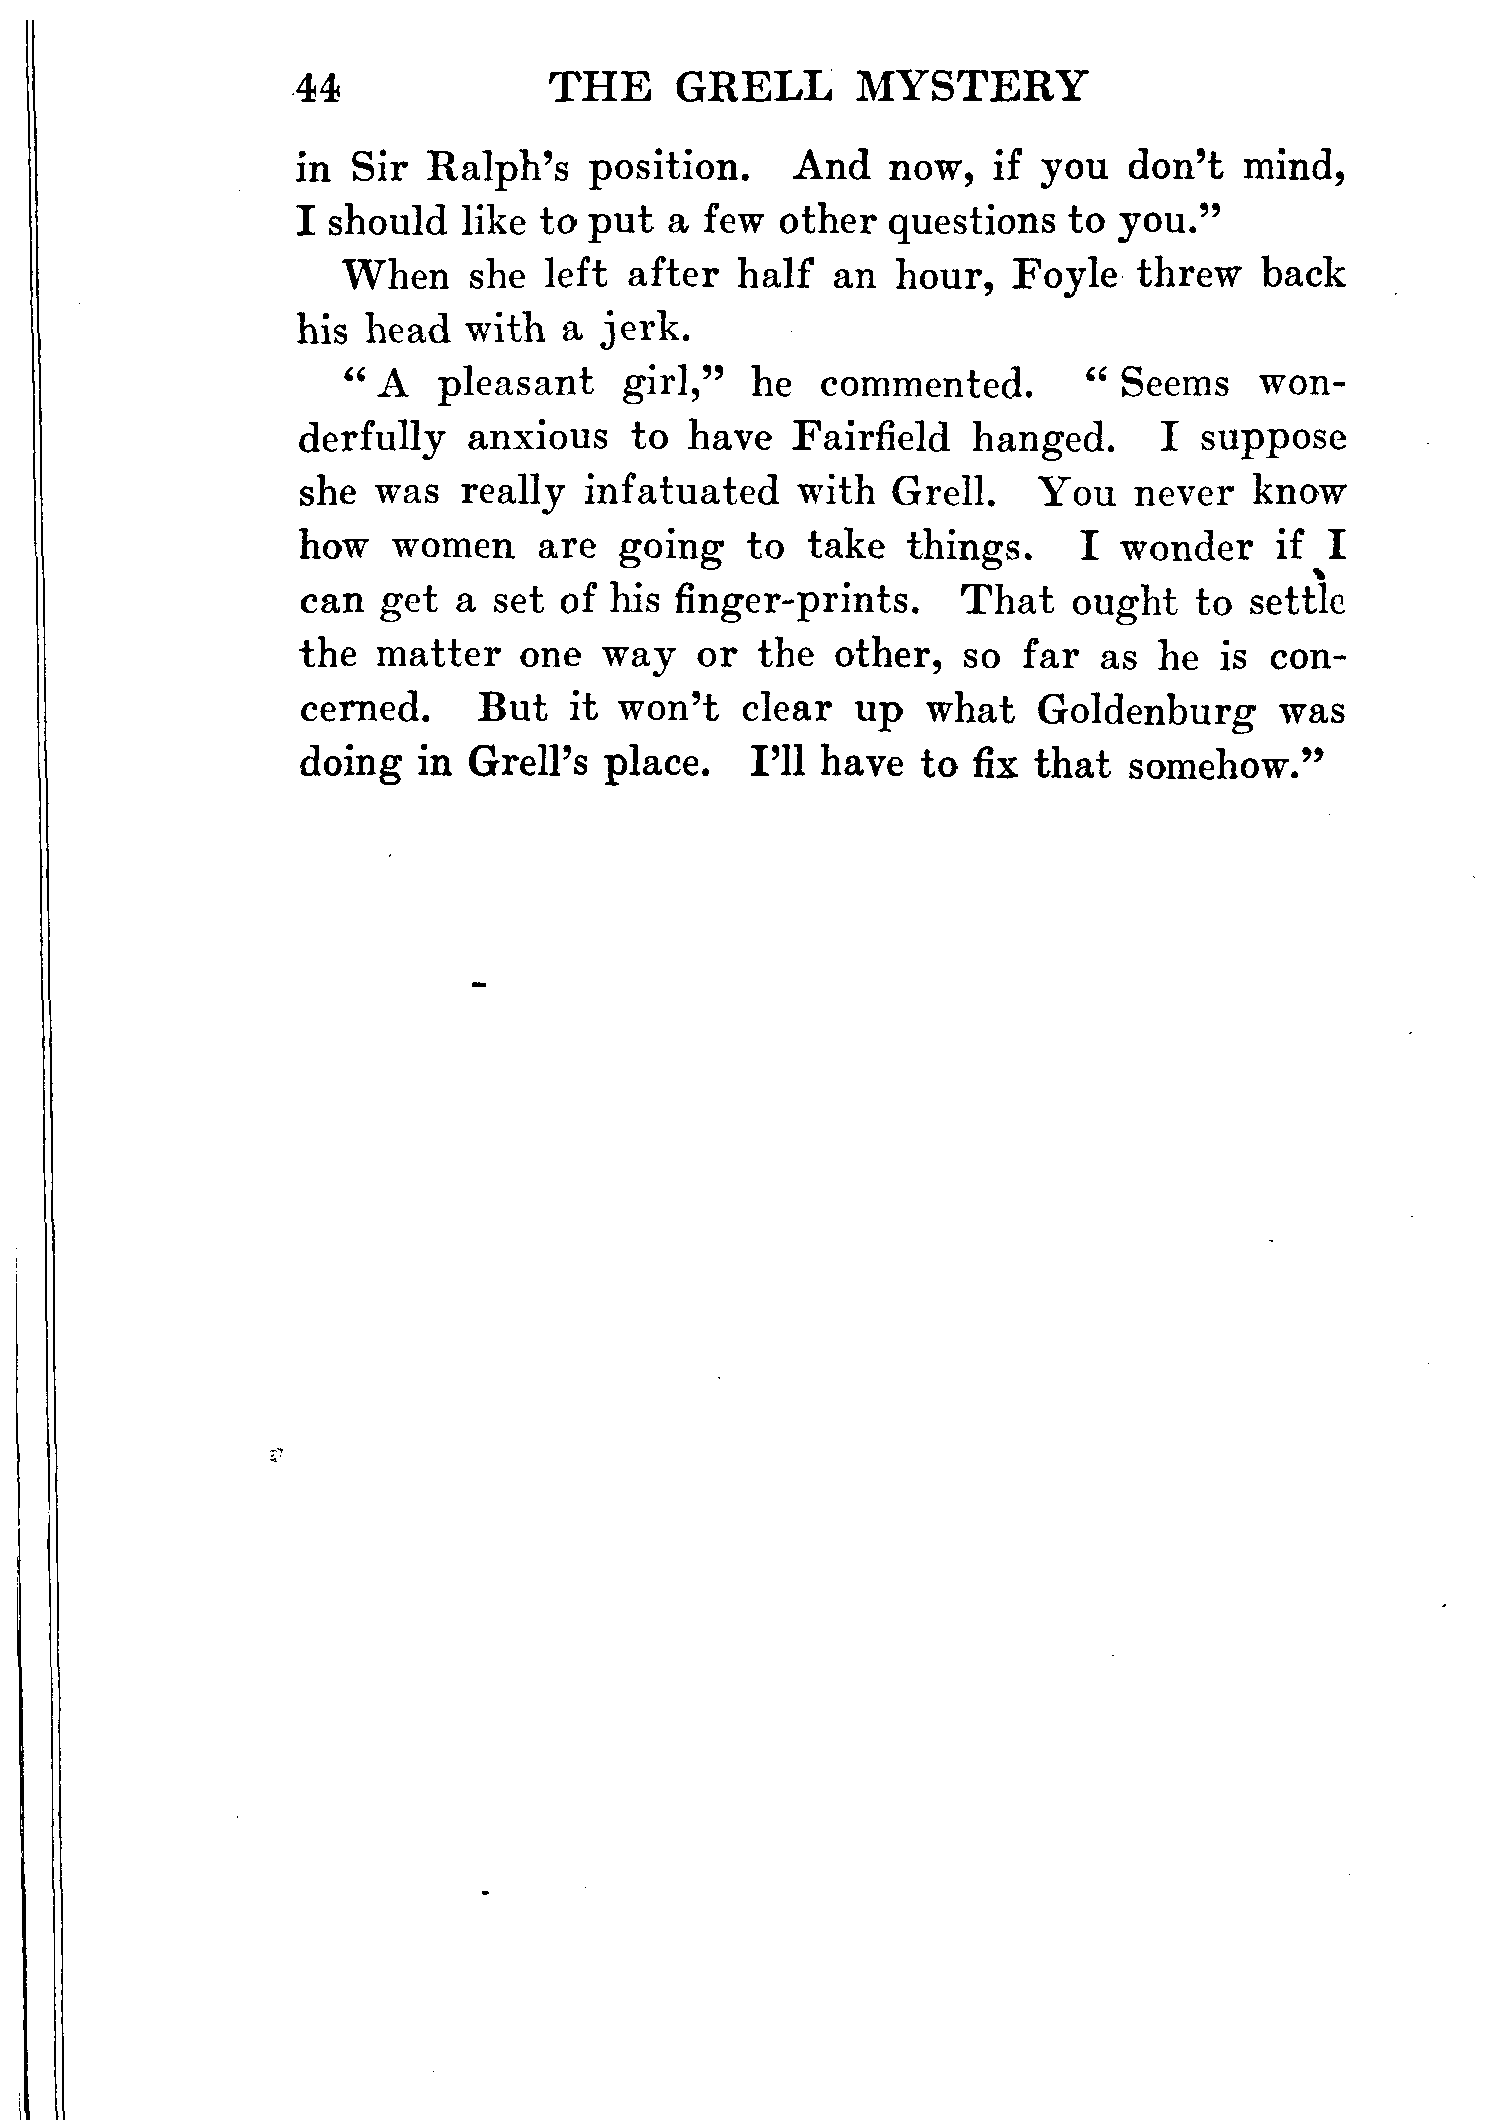 44 THE GRELL MYSTERY
in Sir Ralph's position. And now, if you don't mind,
I should like to put a few other questions to you."
When she left after half an hour, Foyle threw back
his head with a jerk.
"A pleasant girl," he commented. "Seems won-
derfully anxious to have Fairfield hanged. I suppose
she was really infatuated with Grell. You never know
how women are going to take things. I wonder if I
can get a set of his finger-prints. That ought to settle
the matter one way or the other, so far as he is con-
cerned. But it won't clear up what Goldenburg was
doing in Grell's place. I'll have to fix that somehow."